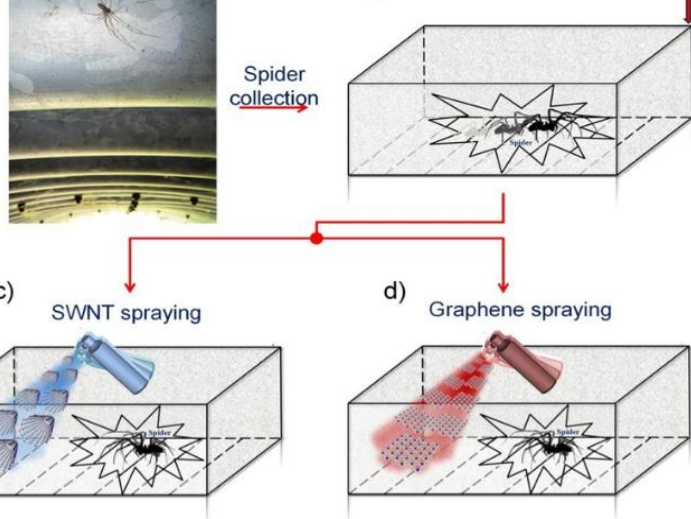 Spider
collection
Spider
c)
SWNT spraying
d)
Graphene spraying
Spider
Spider